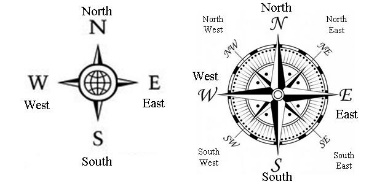 North
N
W
E
West
East
S
South
North
North West
North East
N
NW
NE
West
W
E
East
SW
SE
South West
South East
S
South